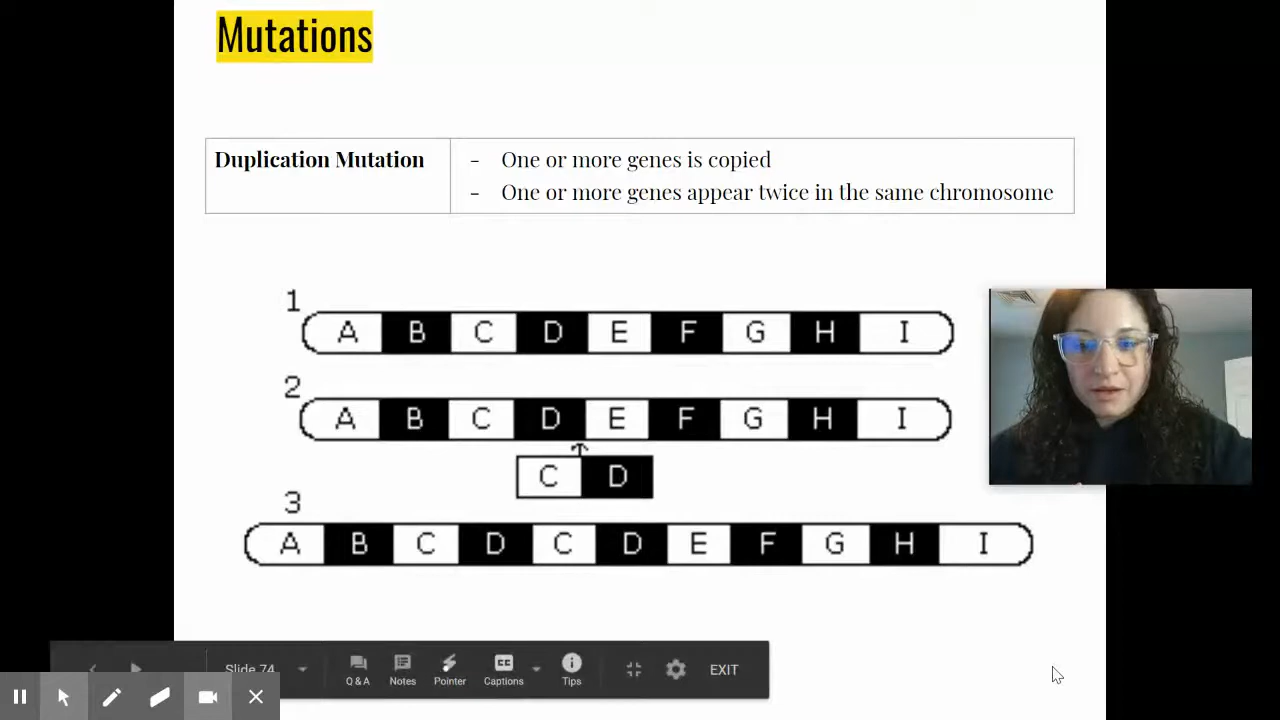 Mutations
Duplication Mutation
- One or more genes is copied
- One or more genes appear twice in the same chromosome
1
A B C D E F G H I
2
A B C D E F G H I
C D
3
A B C D C D E F G H I
Slide 74
Q & A Notes Pointer CC Captions Tips EXIT